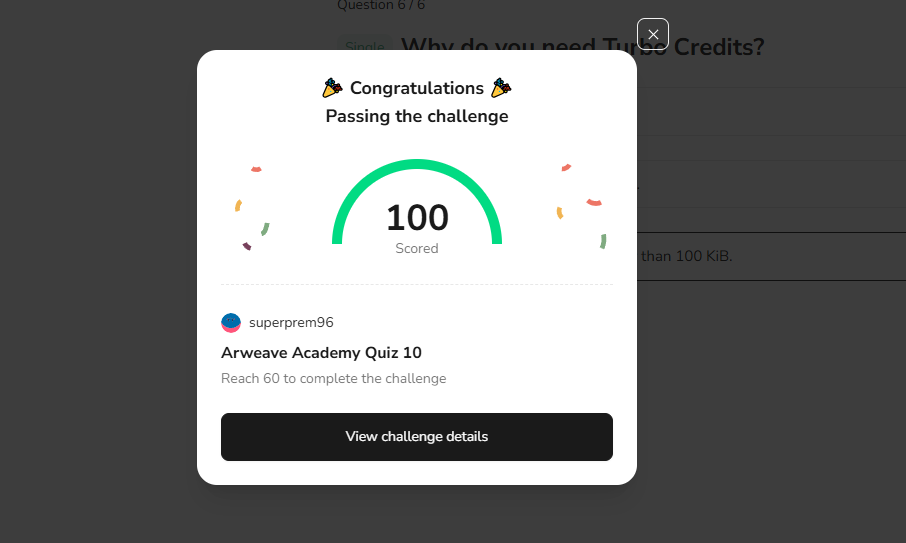 Question 6 / 6
Single Why do you need Turbo Credits?
Congratulations
Passing the challenge
100
Scored
than 100 KiB.
superprem96
Arweave Academy Quiz 10
Reach 60 to complete the challenge
View challenge details